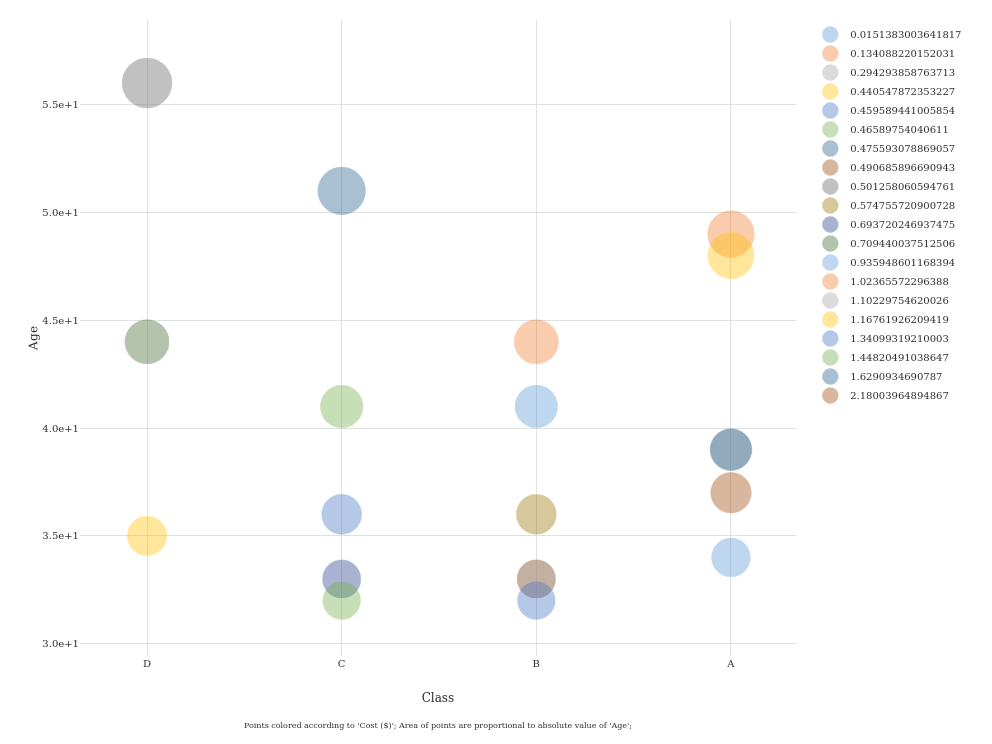 5.5e+1
5.0e+1
4.5e+1
4.0e+1
3.5e+1
3.0e+1
Age
D C B A
Class
Points colored according to 'Cost ($)'; Area of points are proportional to absolute value of 'Age';
0.0151383003641817
0.134088220152031
0.294293858763713
0.440547872353227
0.459589441005854
0.46589754040611
0.475593078869057
0.490685896690943
0.501258060594761
0.574755720900728
0.693720246937475
0.709440037512506
0.935948601168394
1.02365572296388
1.10229754620026
1.16761926209419
1.34099319210003
1.44820491038647
1.6290934690787
2.18003964894867